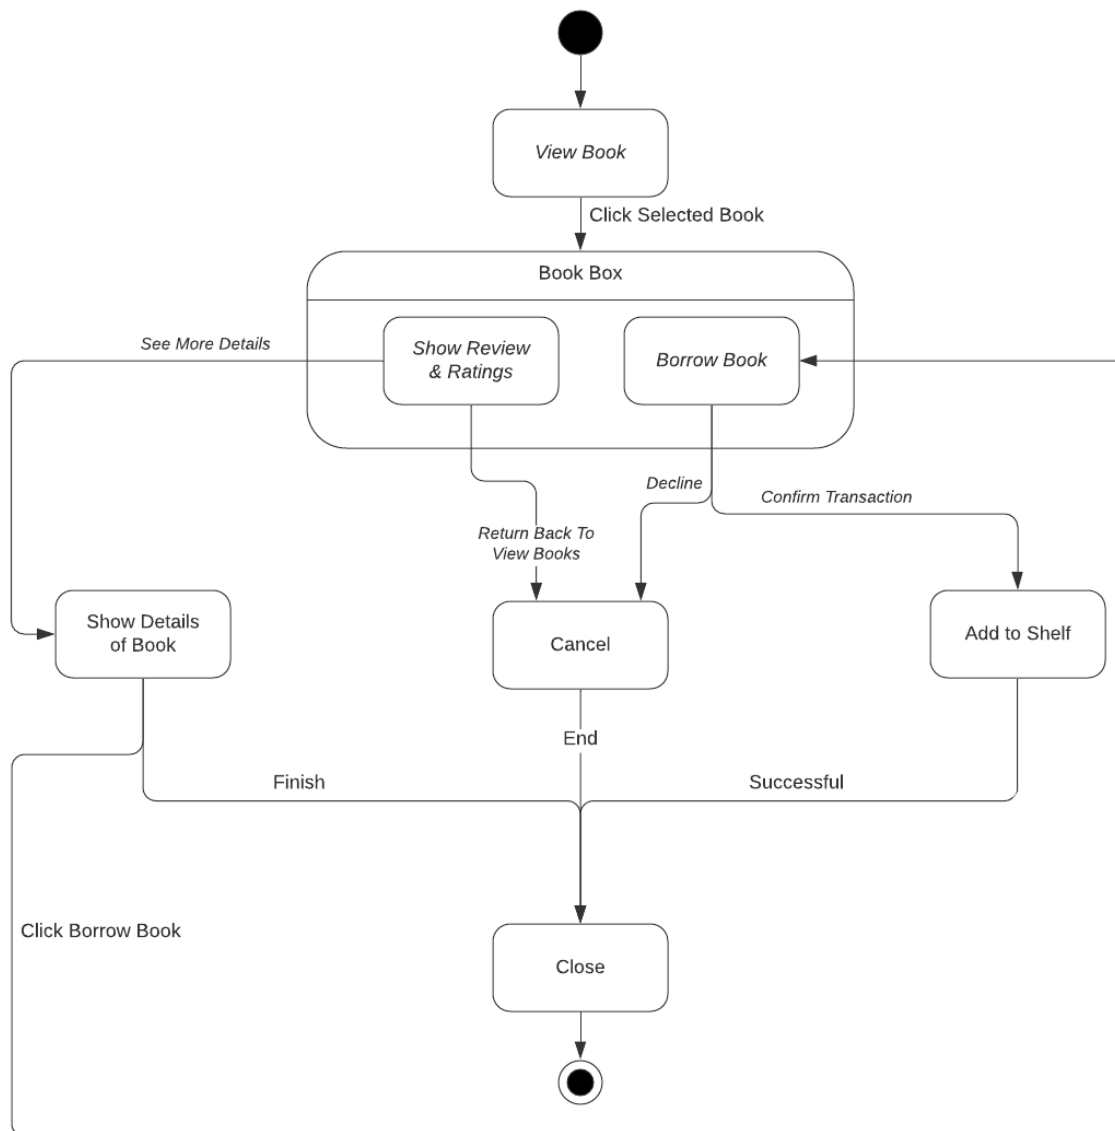 View Book
Click Selected Book
Book Box
See More Details
Show Review
& Ratings
Borrow Book
Decline
Confirm Transaction
Return Back To
View Books
Show Details
of Book
Cancel
Add to Shelf
End
Finish
Successful
Click Borrow Book
Close